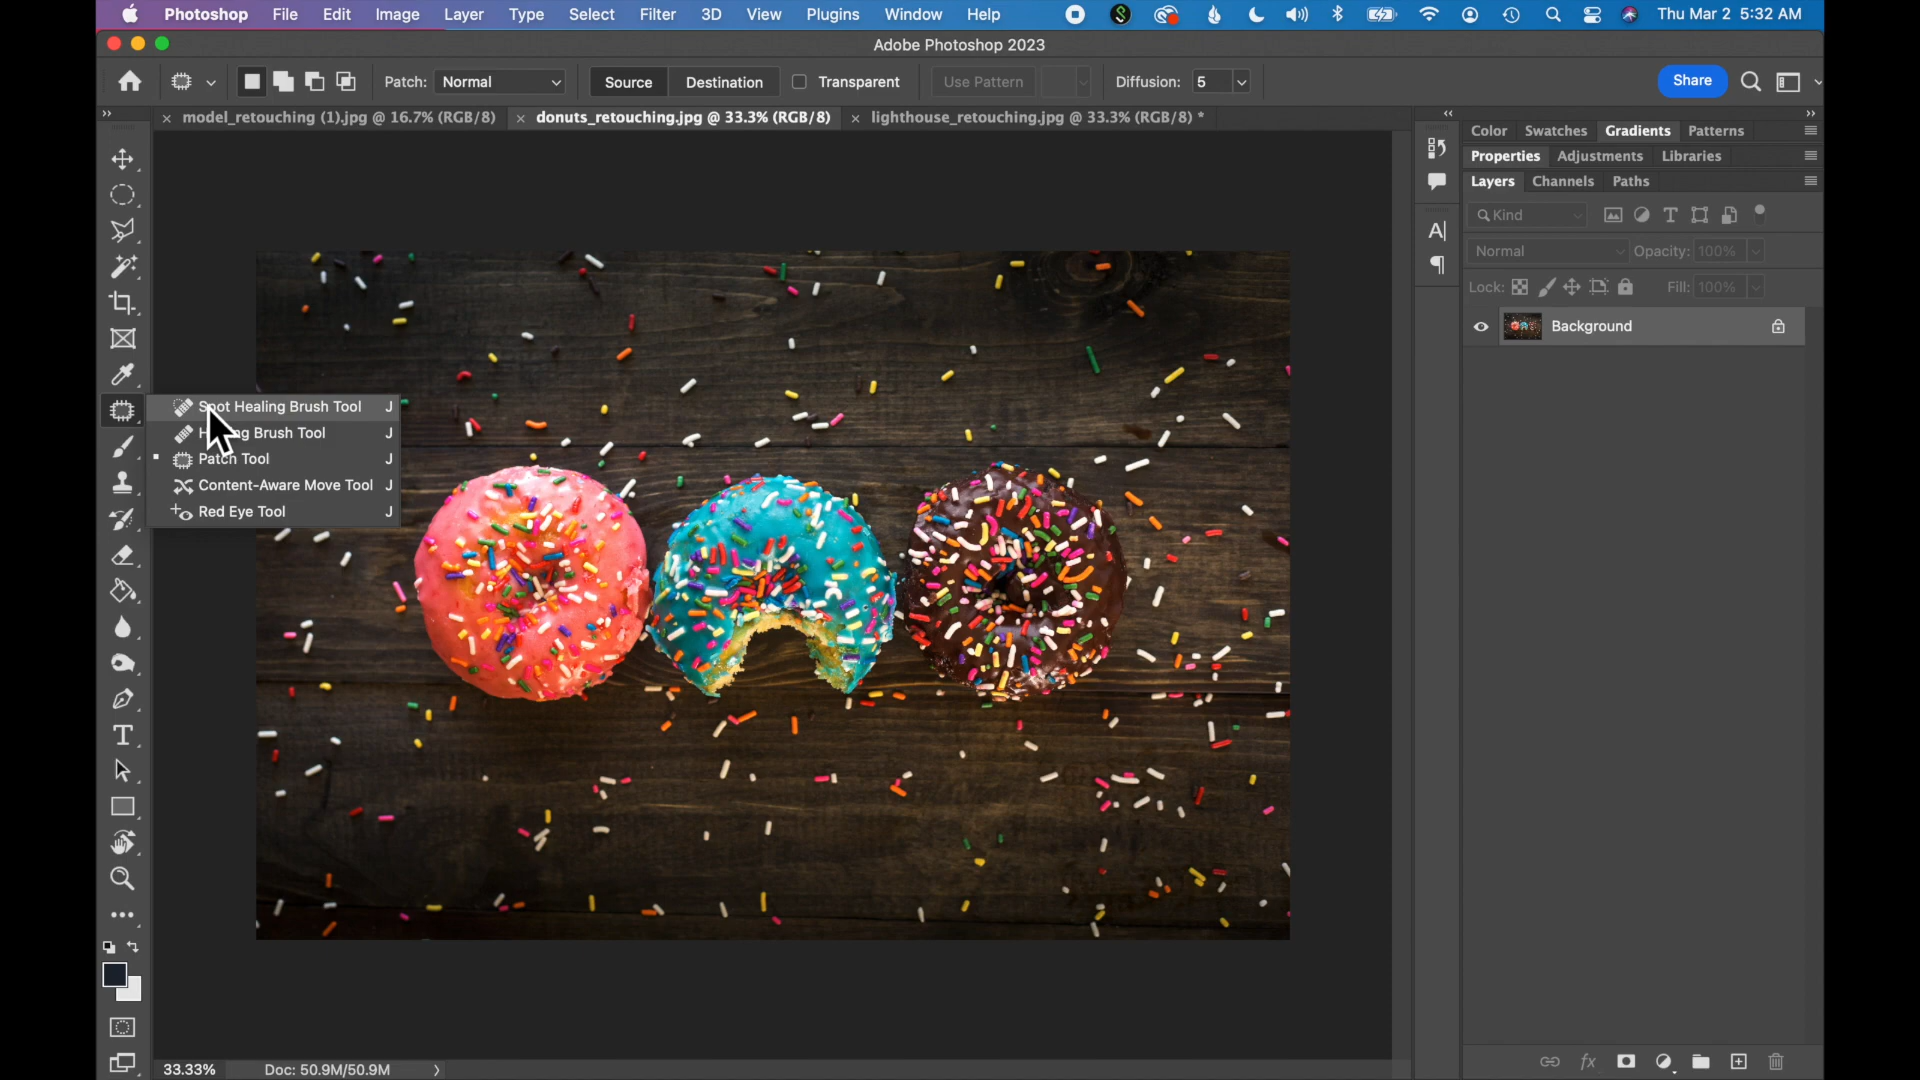 Photoshop File Edit Image Layer Type Select Filter 3D View Plugins Window Help Thu Mar 2 5:32 AM
Adobe Photoshop 2023
Patch: Normal Source Destination Transparent Use Pattern Diffusion: 5 Share
model_retouching (1).jpg @ 16.7% (RGB/8) donuts_retouching.jpg @ 33.3% (RGB/8) lighthouse_retouching.jpg @ 33.3% (RGB/8) *
Color Swatches Gradients Patterns
Properties Adjustments Libraries
Layers Channels Paths
Kind
Normal Opacity: 100%
Lock: Fill: 100%
Background
Spot Healing Brush Tool J
Healing Brush Tool J
Patch Tool J
Content-Aware Move Tool J
Red Eye Tool J
33.33% Doc: 50.9M/50.9M